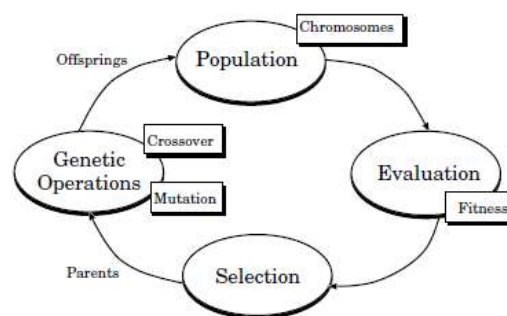 Chromosomes
Offsprings
Population
Crossover
Genetic
Operations
Mutation
Evaluation
Fitness
Parents
Selection